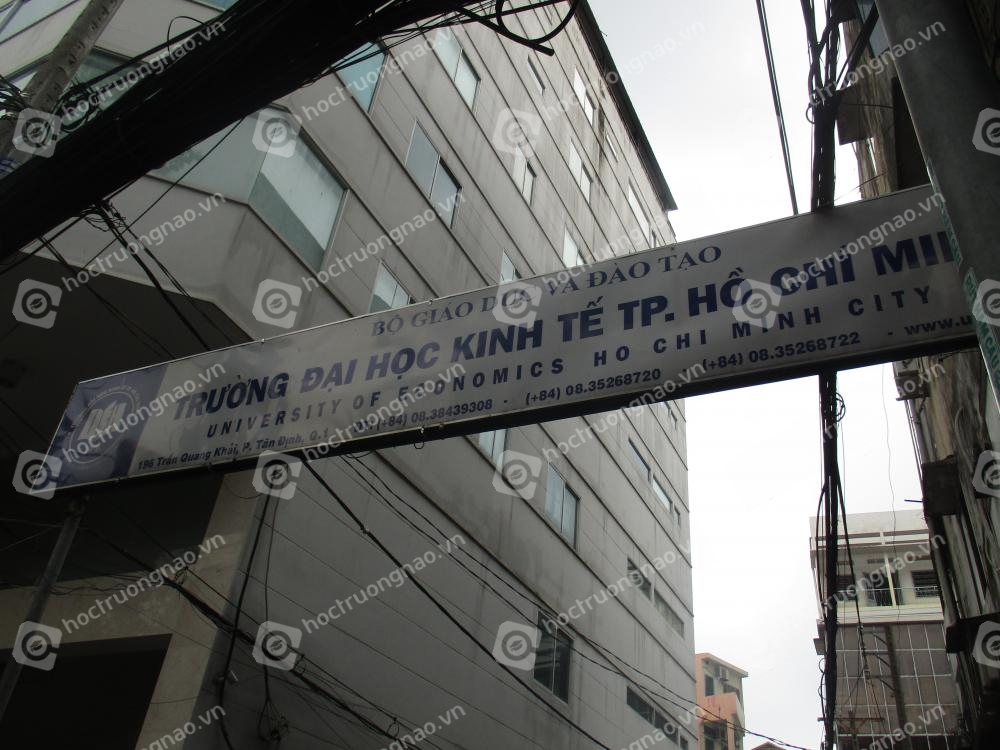 BỘ GIÁO DỤC VÀ ĐÀO TẠO
TRƯỜNG ĐẠI HỌC KINH TẾ TP. HỒ CHÍ
UNIVERSITY OF ECONOMICS HO CHI MINH CITY
196 Trần Quang Khải, P. Tân Định, Q.1 (+84) 08.38439308 - (+84) 08.35268720 (+84) 08.35268722 - www.u
hoctruongnao.vn